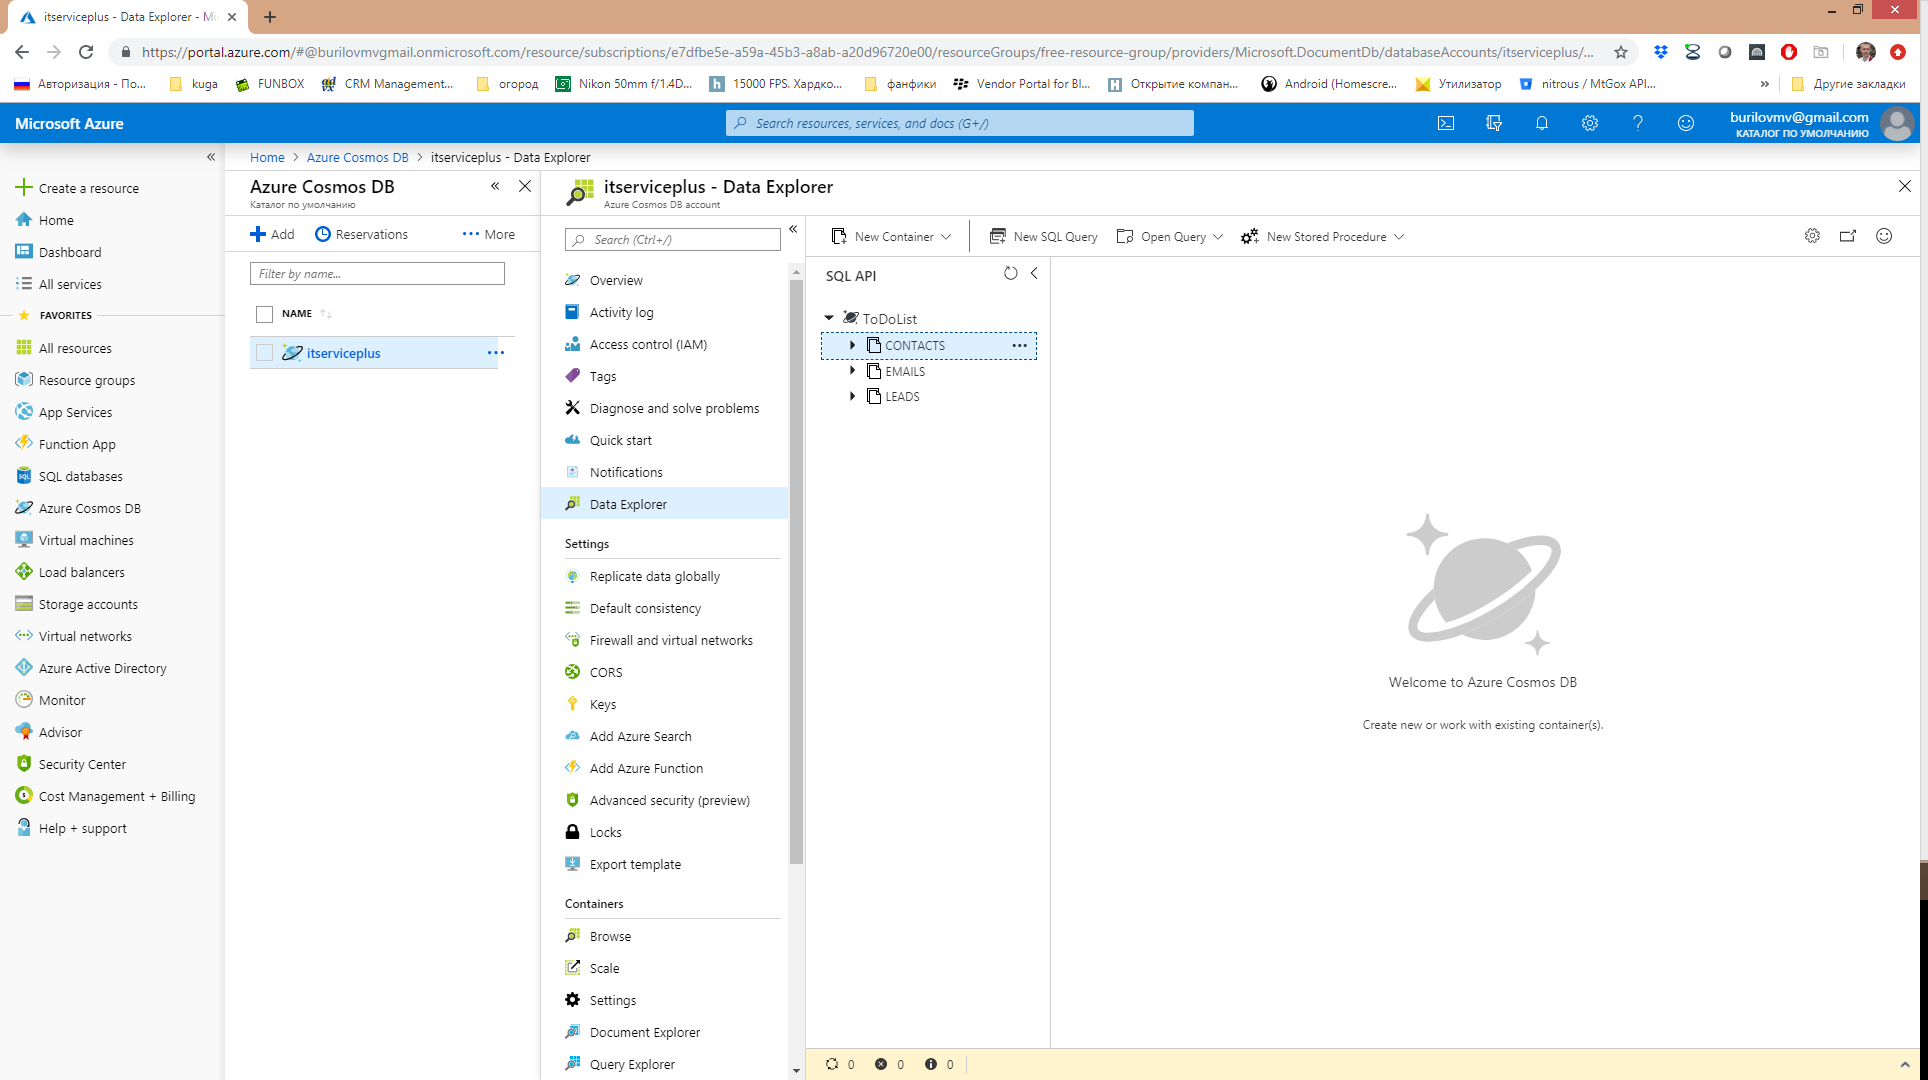 itserviceplus - Data Explorer - Mi
https://portal.azure.com/#@burilovmvgmail.onmicrosoft.com/resource/subscriptions/e7dfbe5e-a59a-45b3-a8ab-a20d96720e00/resourceGroups/free-resource-group/providers/Microsoft.DocumentDb/databaseAccounts/itserviceplus/...
Авторизация - По...
kuga
FUNBOX
CRM Management...
огород
Nikon 50mm f/1.4D...
15000 FPS. Хардко...
фанфики
Vendor Portal for Bl...
Открытие компан...
Android (Homescre...
Утилизатор
nitrous / MtGox API...
»
Другие закладки
Microsoft Azure
Search resources, services, and docs (G+/)
burilovmv@gmail.com
КАТАЛОГ ПО УМОЛЧАНИЮ
Create a resource
Home
Dashboard
All services
FAVORITES
All resources
Resource groups
App Services
Function App
SQL databases
Azure Cosmos DB
Virtual machines
Load balancers
Storage accounts
Virtual networks
Azure Active Directory
Monitor
Advisor
Security Center
Cost Management + Billing
Help + support
Home > Azure Cosmos DB > itserviceplus - Data Explorer
Azure Cosmos DB
Каталог по умолчанию
Add
Reservations
More
Filter by name...
NAME
itserviceplus
itserviceplus - Data Explorer
Azure Cosmos DB account
Search (Ctrl+/)
Overview
Activity log
Access control (IAM)
Tags
Diagnose and solve problems
Quick start
Notifications
Data Explorer
Settings
Replicate data globally
Default consistency
Firewall and virtual networks
CORS
Keys
Add Azure Search
Add Azure Function
Advanced security (preview)
Locks
Export template
Containers
Browse
Scale
Settings
Document Explorer
Query Explorer
New Container
New SQL Query
Open Query
New Stored Procedure
SQL API
ToDoList
CONTACTS
EMAILS
LEADS
Welcome to Azure Cosmos DB
Create new or work with existing container(s).
0
0
0